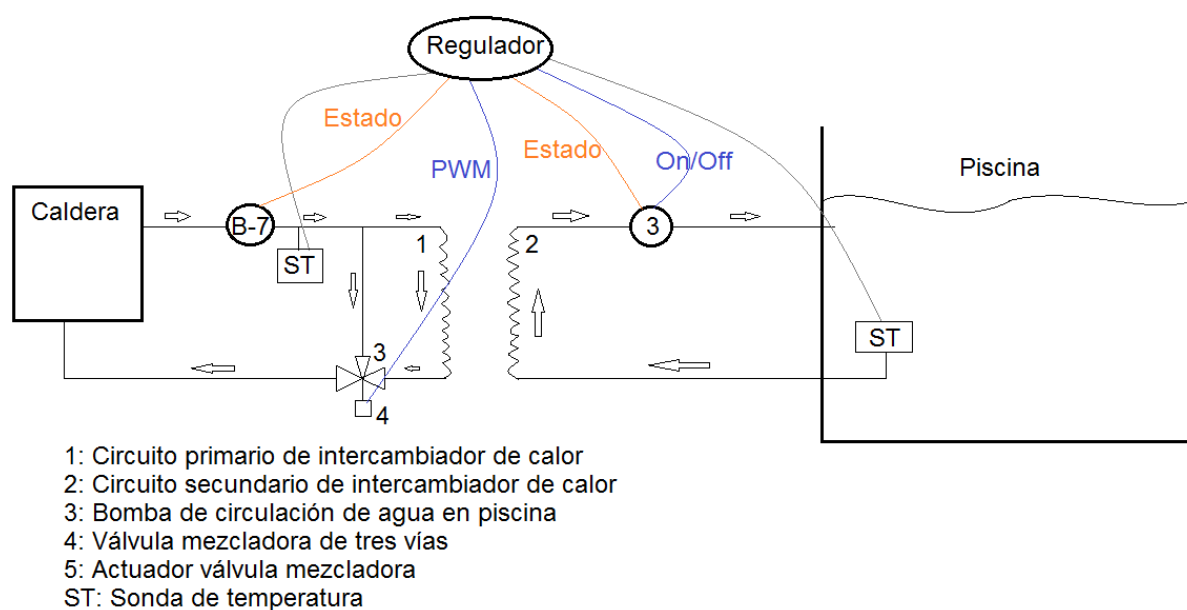 Regulador
Estado
PWM
Estado
On/Off
Piscina
Caldera
B-7
1
2
3
ST
ST
3
4
1: Circuito primario de intercambiador de calor
2: Circuito secundario de intercambiador de calor
3: Bomba de circulación de agua en piscina
4: Válvula mezcladora de tres vías
5: Actuador válvula mezcladora
ST: Sonda de temperatura